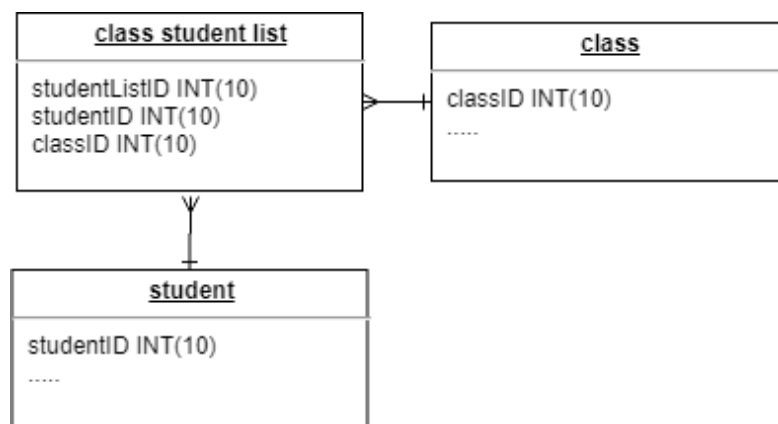 class student list
studentListID INT(10)
studentID INT(10)
classID INT(10)
class
classID INT(10)
.....
student
studentID INT(10)
.....